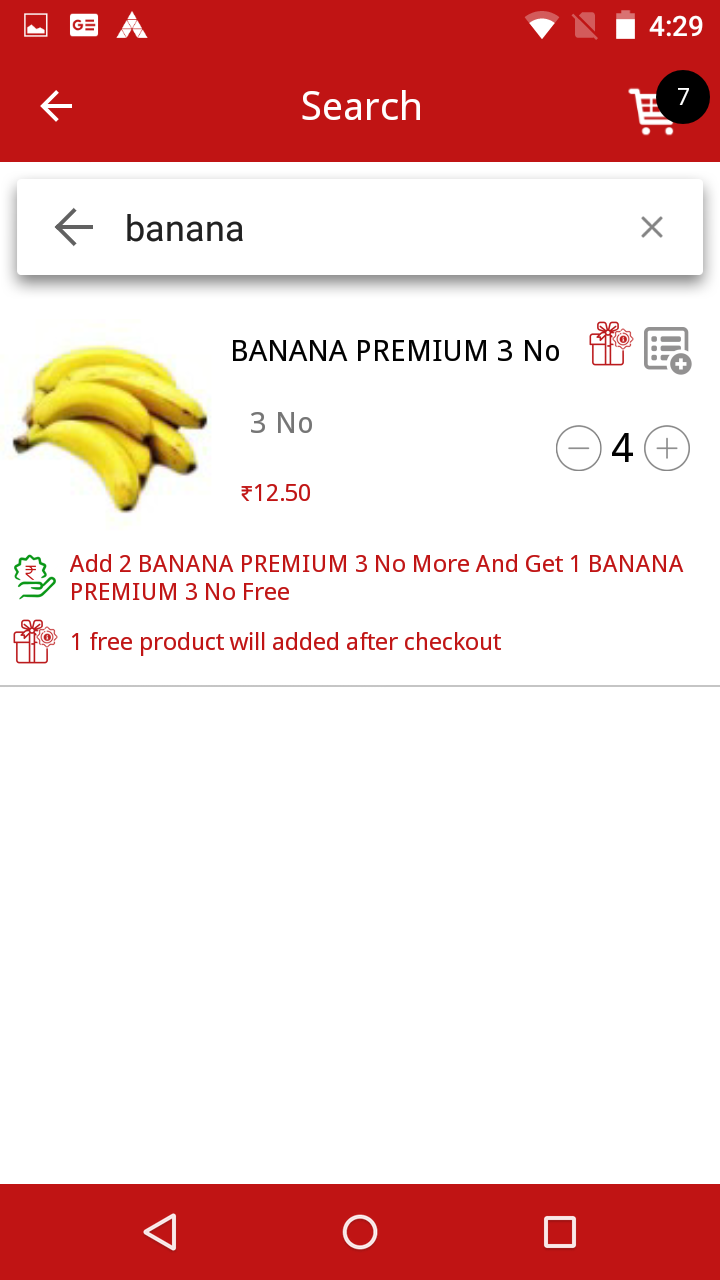 4:29
Search
7
banana
BANANA PREMIUM 3 No
3 No
4
₹12.50
Add 2 BANANA PREMIUM 3 No More And Get 1 BANANA
PREMIUM 3 No Free
1 free product will added after checkout